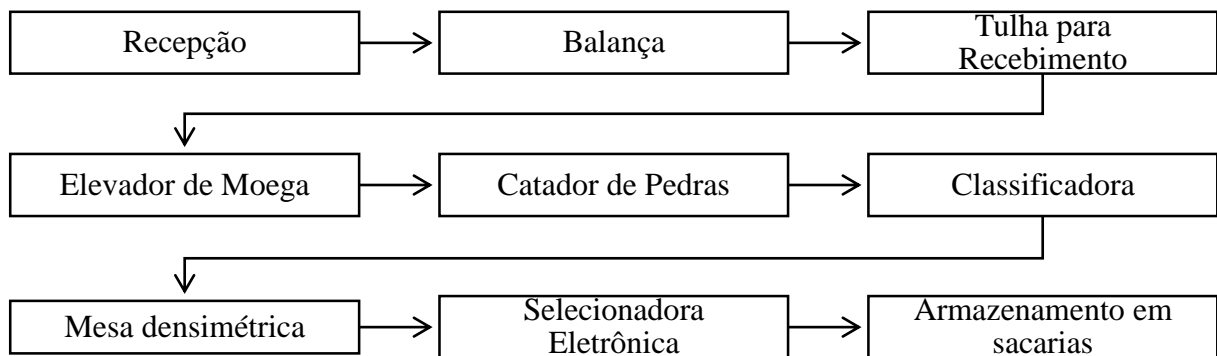 Recepção
Balança
Tulha para
Recebimento
Elevador de Moega
Catador de Pedras
Classificadora
Mesa densimétrica
Selecionadora
Eletrônica
Armazenamento em
sacarias